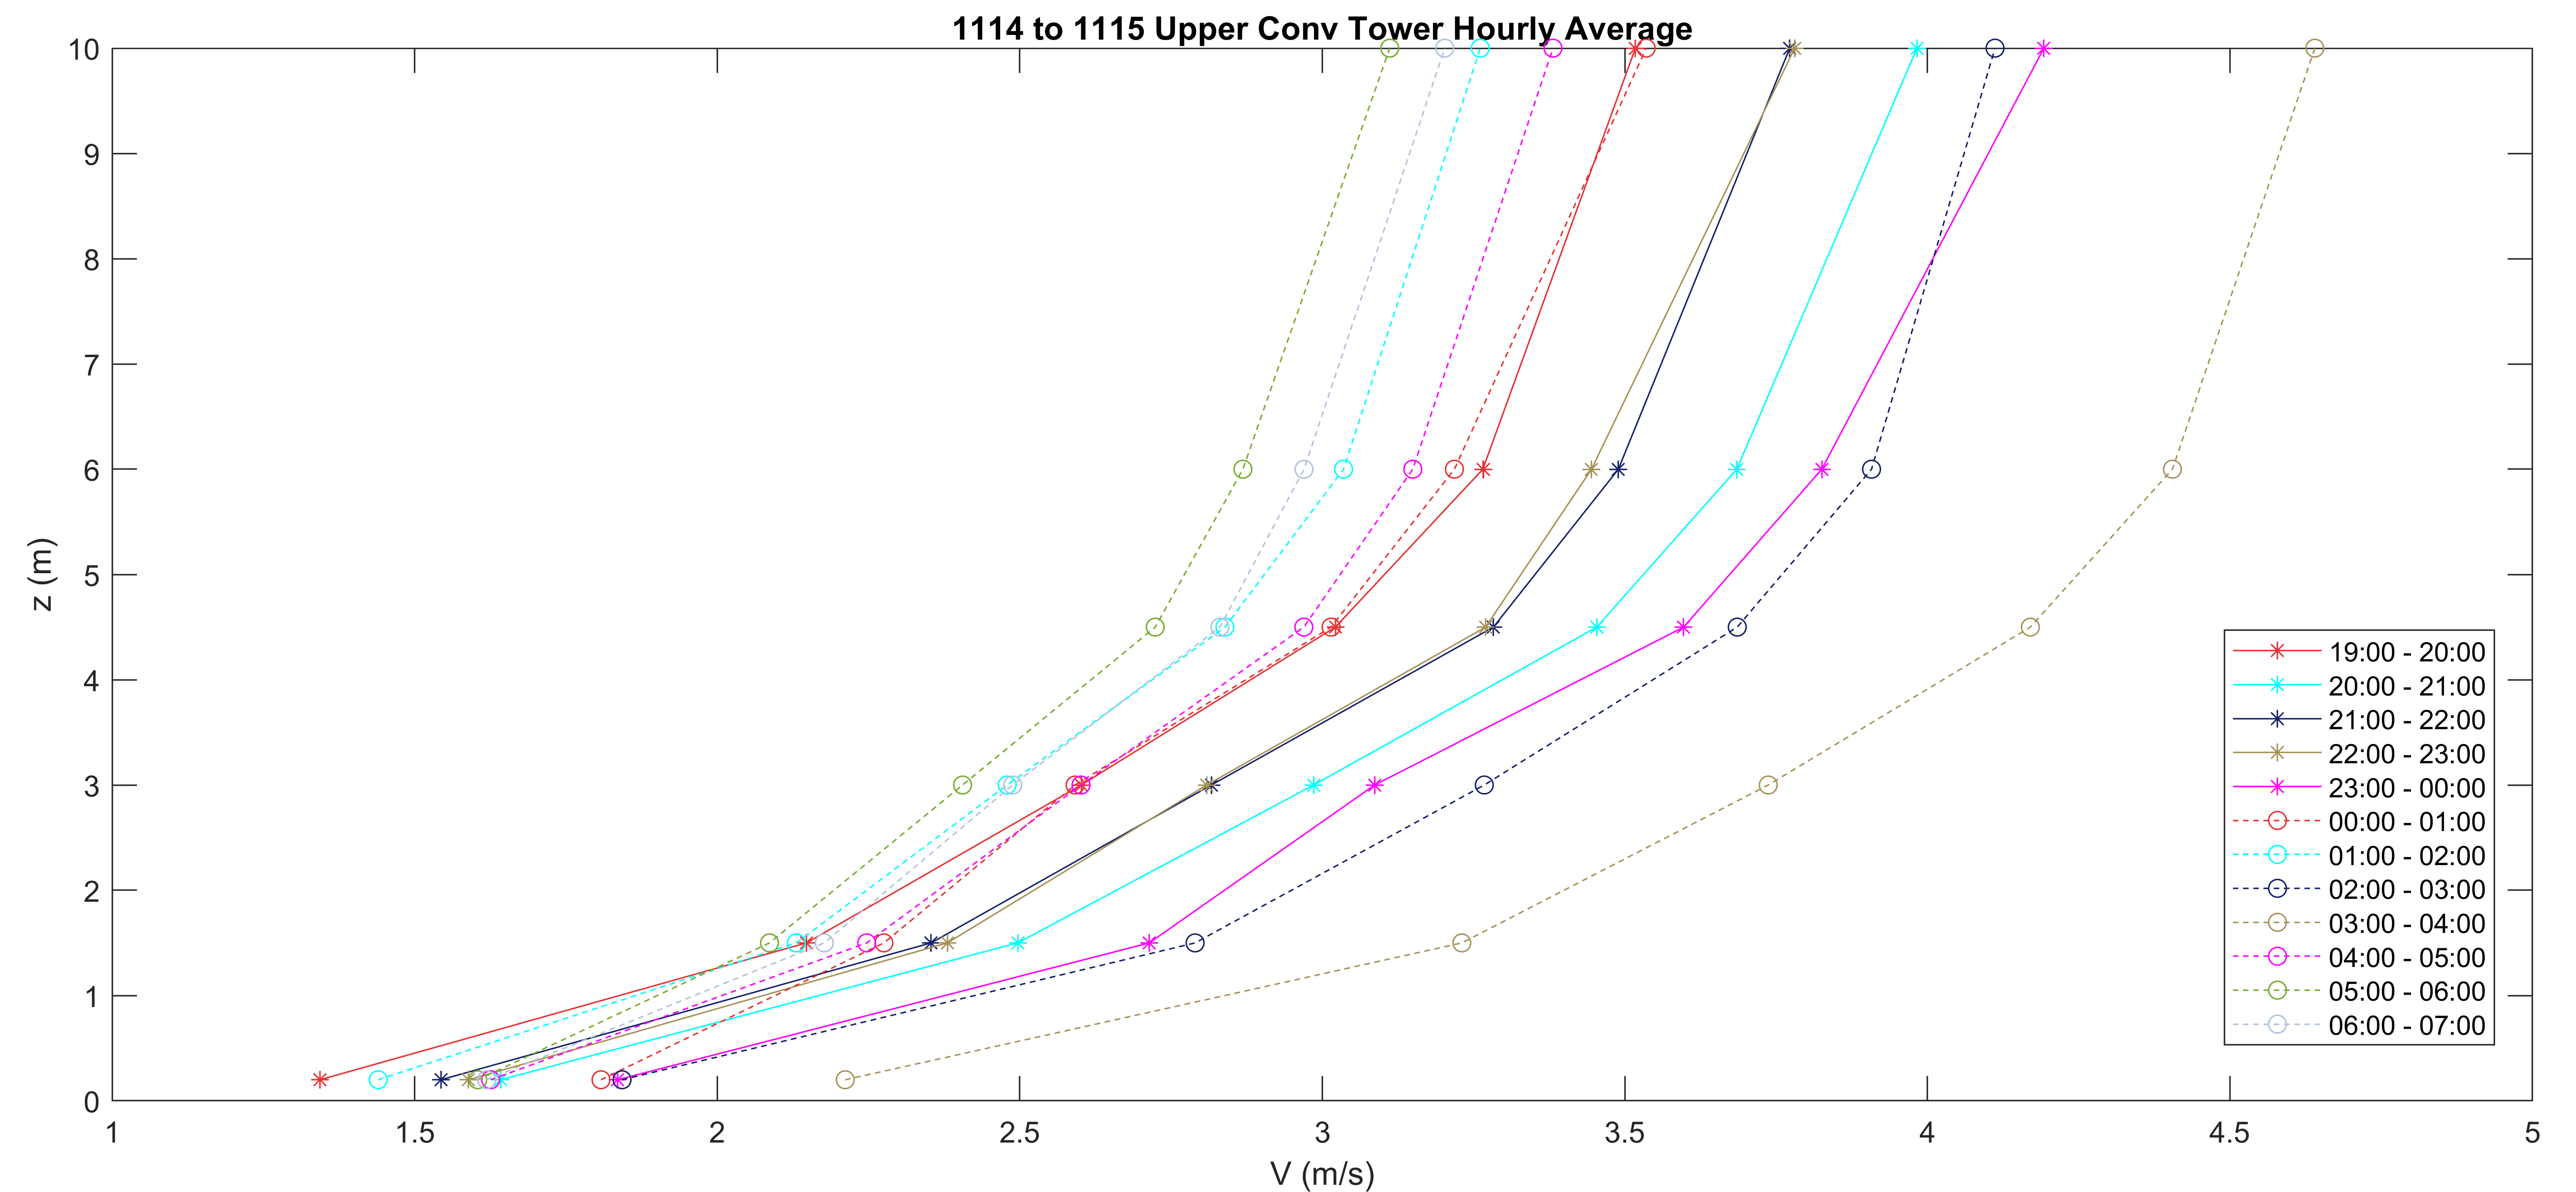 1114 to 1115 Upper Conv Tower Hourly Average
10
9
8
7
6
5
4
3
2
1
0
z (m)
1 1.5 2 2.5 3 3.5 4 4.5 5
V (m/s)
19:00 - 20:00
20:00 - 21:00
21:00 - 22:00
22:00 - 23:00
23:00 - 00:00
00:00 - 01:00
01:00 - 02:00
02:00 - 03:00
03:00 - 04:00
04:00 - 05:00
05:00 - 06:00
06:00 - 07:00